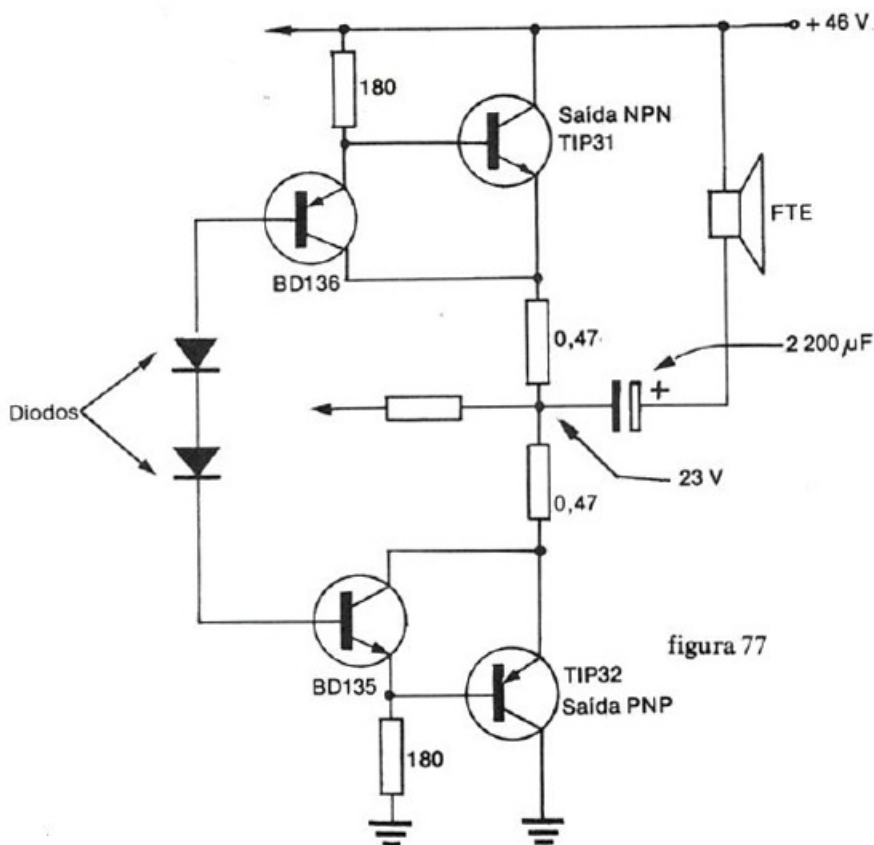 + 46 V.
180
Saída NPN
TIP31
FTE
BD136
0,47
2 200 µF
+
Diodos
23 V
0,47
figura 77
BD135
TIP32
Saída PNP
180